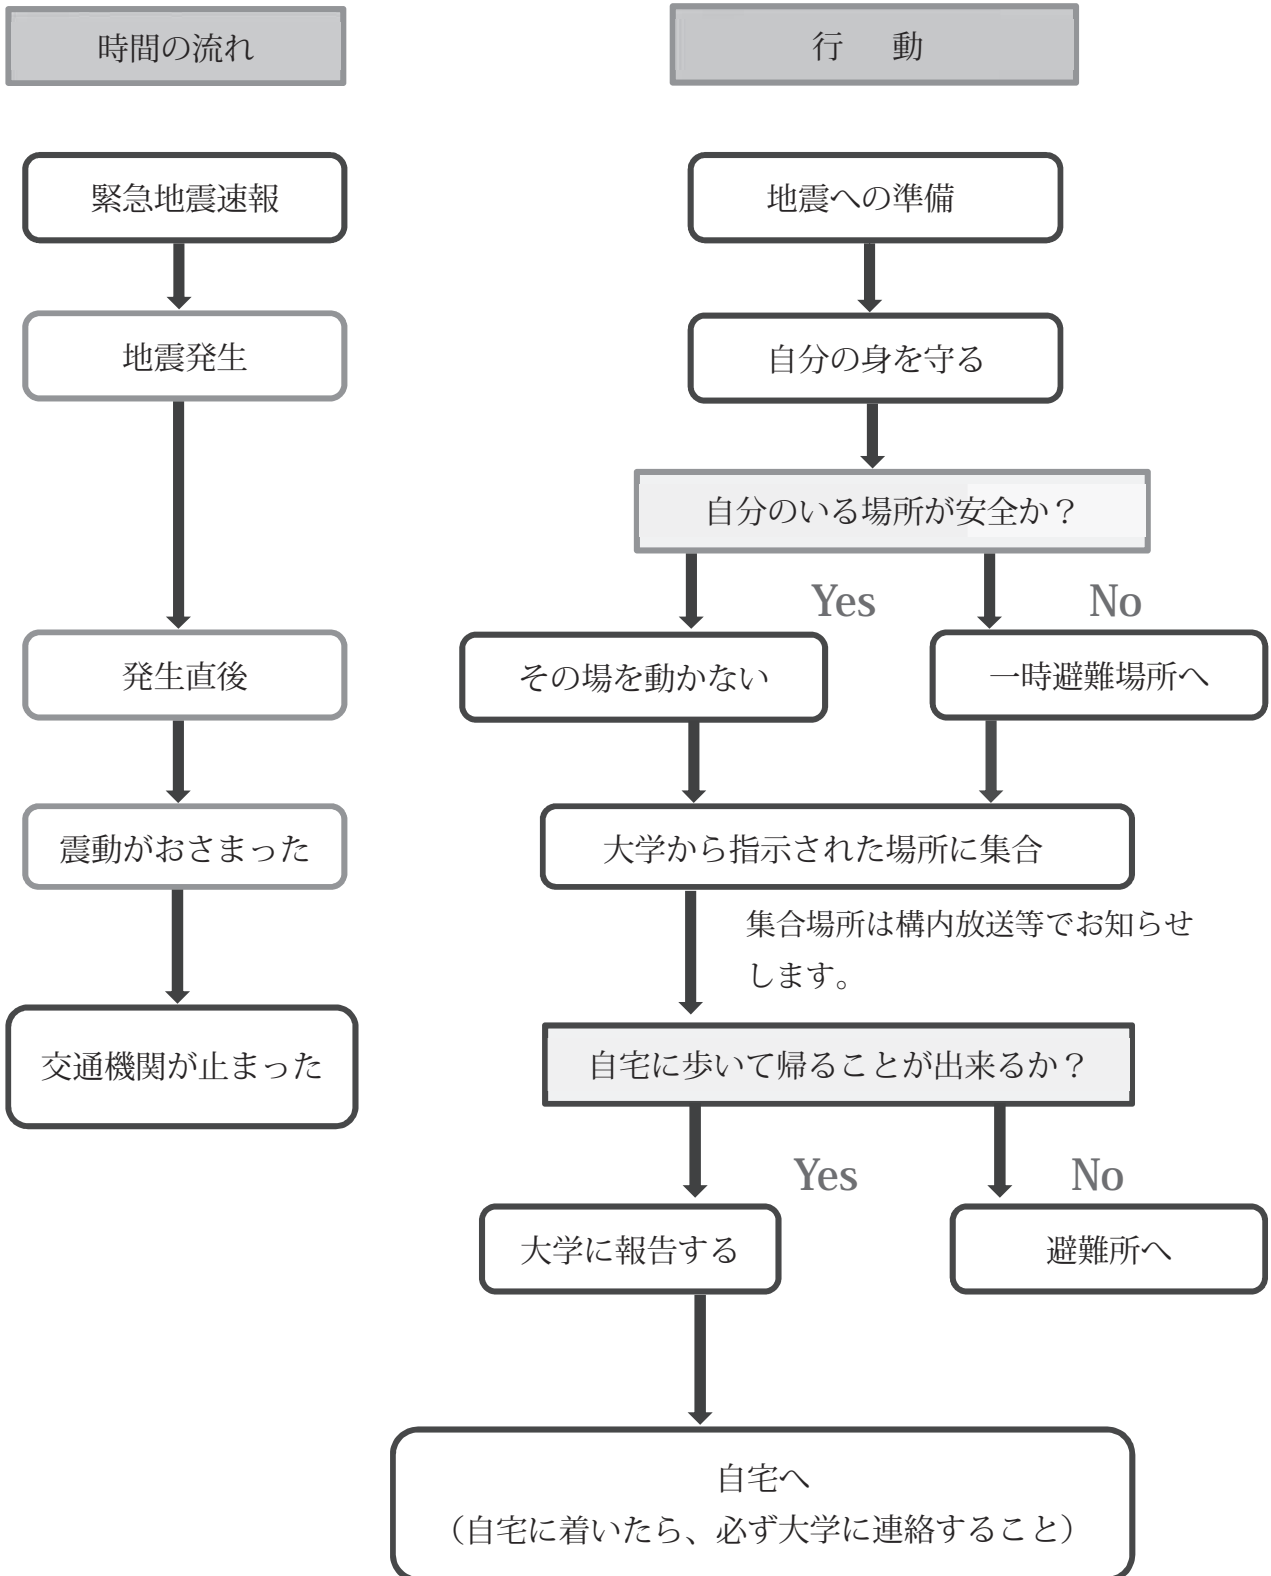 時間の流れ
行　動
緊急地震速報
地震への準備
地震発生
自分の身を守る
自分のいる場所が安全か？
Yes
No
発生直後
その場を動かない
一時避難場所へ
震動がおさまった
大学から指示された場所に集合
集合場所は構内放送等でお知らせ
します。
交通機関が止まった
自宅に歩いて帰ることが出来るか？
Yes
No
大学に報告する
避難所へ
自宅へ
（自宅に着いたら、必ず大学に連絡すること）